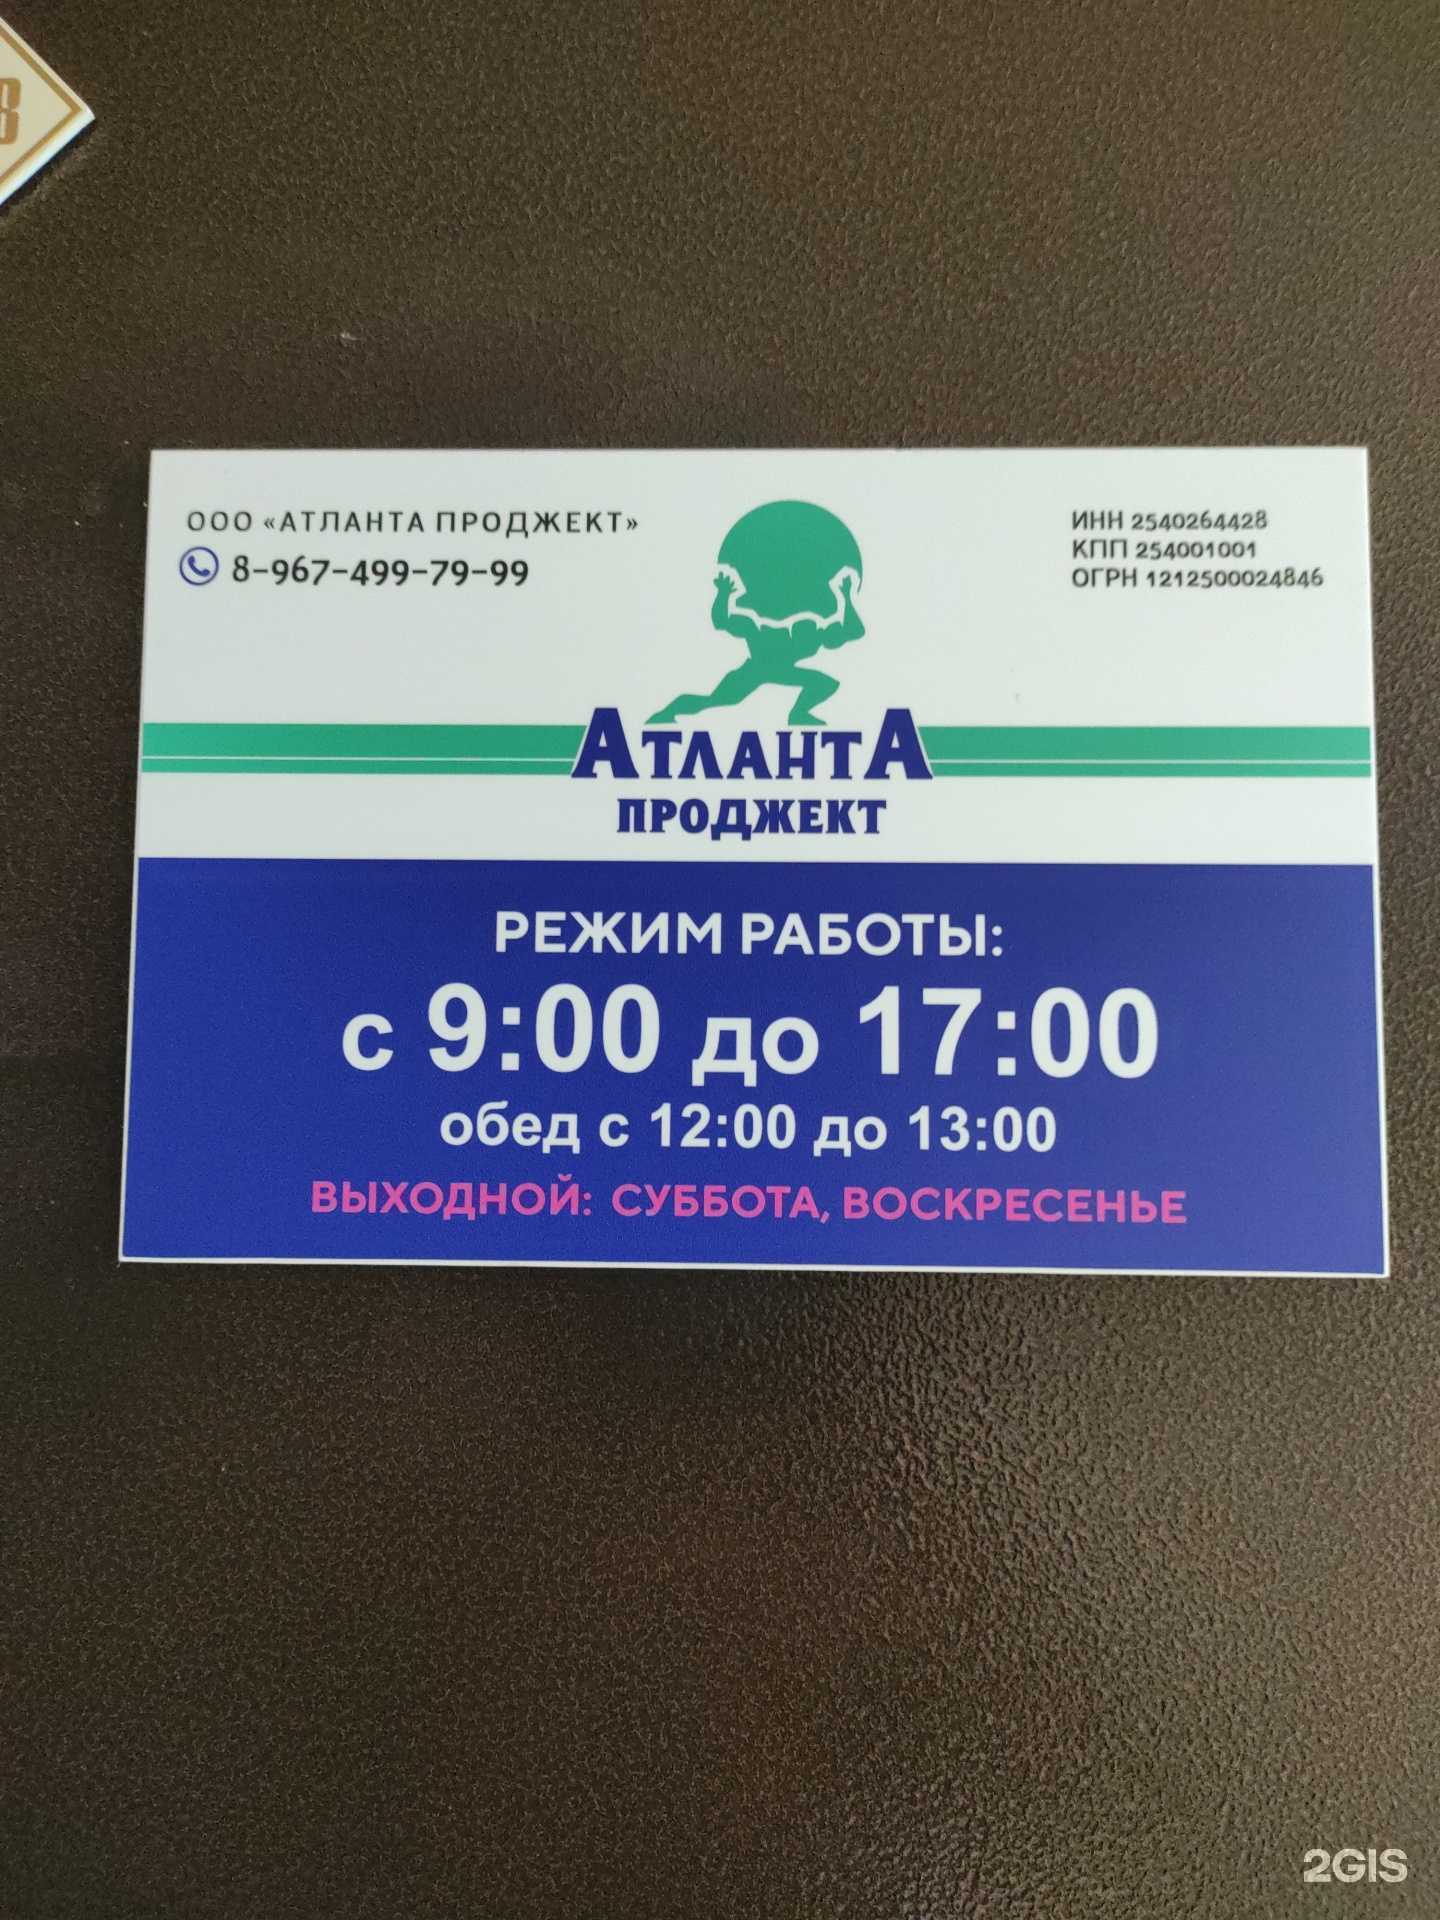 ООО «АТЛАНТА ПРОДЖЕКТ»
8-967-499-79-99
ИНН 2540264428
КПП 254001001
ОГРН 1212500024846
АТЛАНТА
ПРОДЖЕКТ
РЕЖИМ РАБОТЫ:
с 9:00 до 17:00
обед с 12:00 до 13:00
ВЫХОДНОЙ: СУББОТА, ВОСКРЕСЕНЬЕ
2GIS